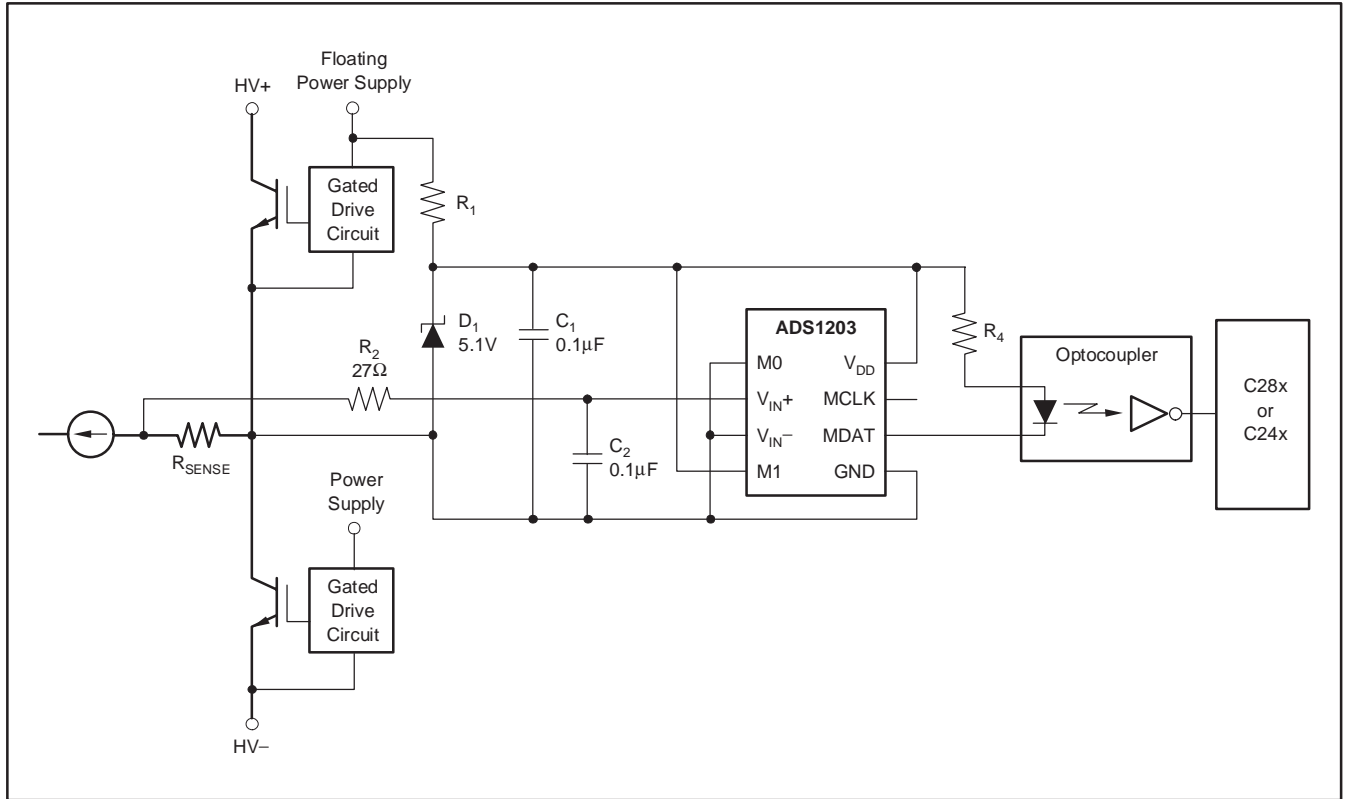 Floating
Power Supply
HV+
Gated
Drive
Circuit
R1
D1
5.1V
C1
0.1μF
R2
27Ω
RSENSE
C2
0.1μF
ADS1203
M0
VIN+
VIN−
M1
VDD
MCLK
MDAT
GND
R4
Optocoupler
C28x
or
C24x
Power
Supply
Gated
Drive
Circuit
HV−